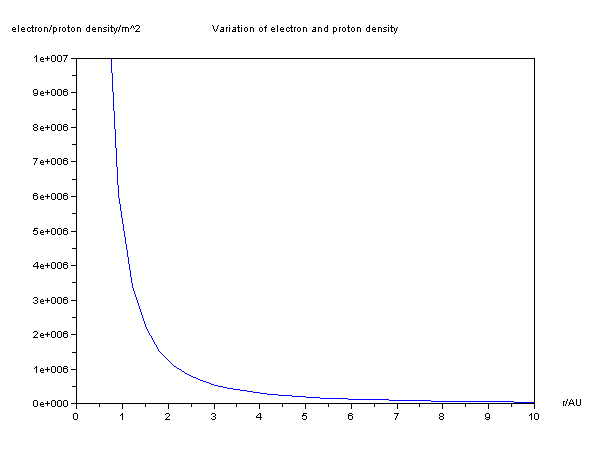 electron/proton density/m^2 Variation of electron and proton density
1e+007
9e+006
8e+006
7e+006
6e+006
5e+006
4e+006
3e+006
2e+006
1e+006
0e+000
0 1 2 3 4 5 6 7 8 9 10 r/AU